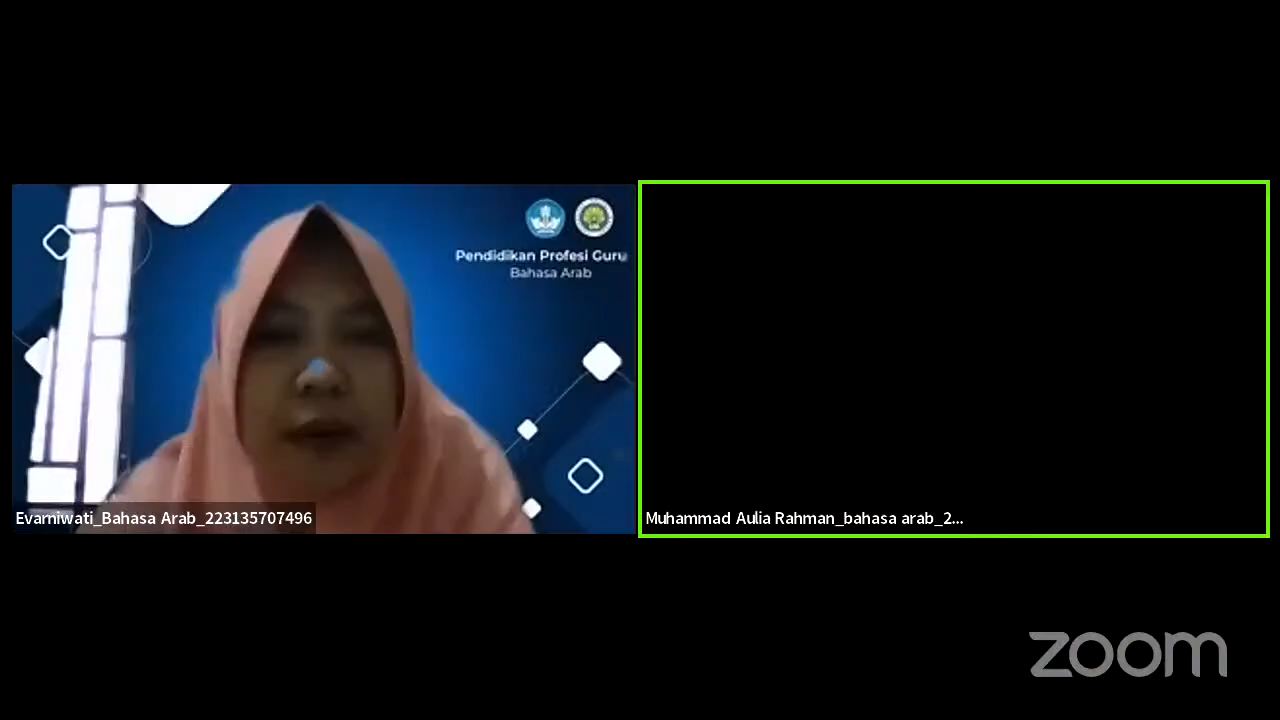 Pendidikan Profesi Guru
Bahasa Arab
Evarniwati_Bahasa Arab_223135707496
Muhammad Aulia Rahman_bahasa arab_2...
zoom